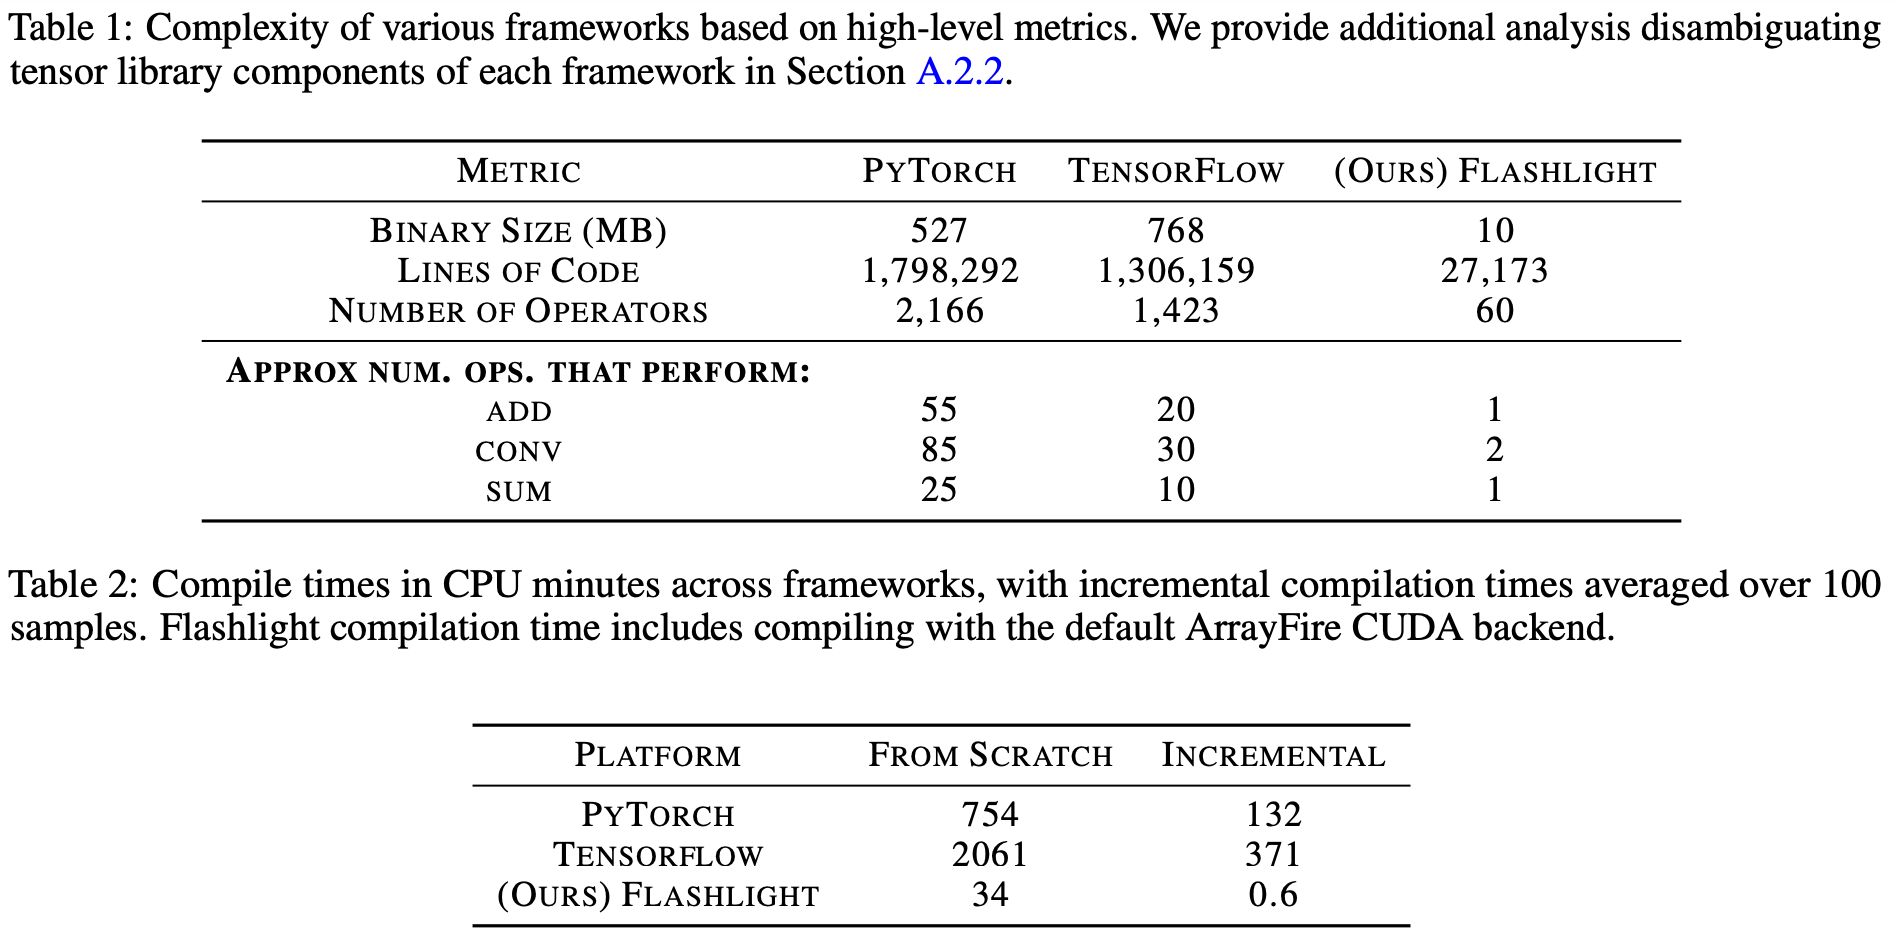 Table 1: Complexity of various frameworks based on high-level metrics. We provide additional analysis disambiguating
tensor library components of each framework in Section A.2.2.
METRIC PYTORCH TENSORFLOW (OURS) FLASHLIGHT
BINARY SIZE (MB) 527 768 10
LINES OF CODE 1,798,292 1,306,159 27,173
NUMBER OF OPERATORS 2,166 1,423 60
APPROX NUM. OPS. THAT PERFORM:
ADD 55 20 1
CONV 85 30 2
SUM 25 10 1
Table 2: Compile times in CPU minutes across frameworks, with incremental compilation times averaged over 100
samples. Flashlight compilation time includes compiling with the default ArrayFire CUDA backend.
PLATFORM FROM SCRATCH INCREMENTAL
PYTORCH 754 132
TENSORFLOW 2061 371
(OURS) FLASHLIGHT 34 0.6